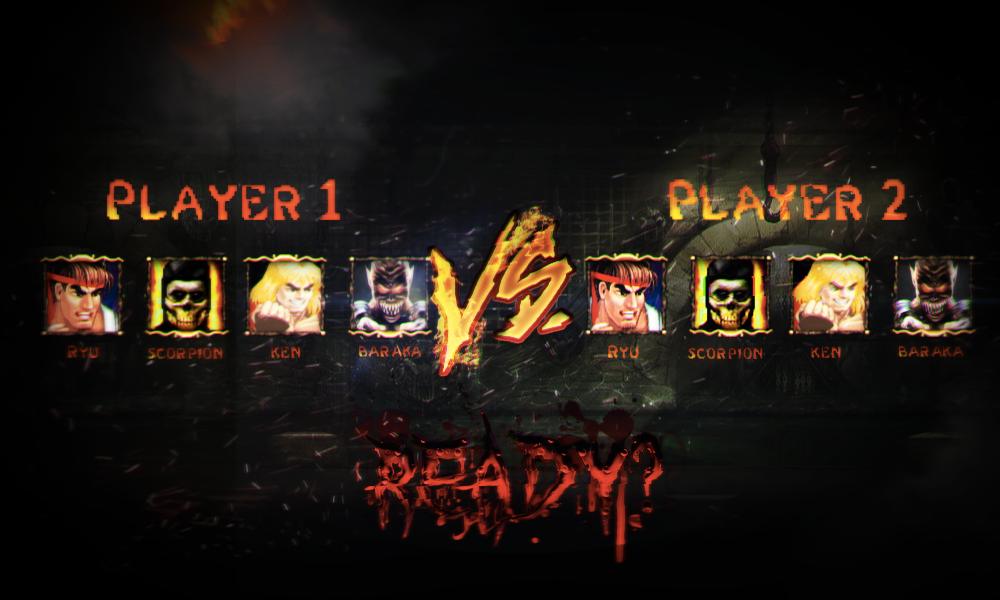 PLAYER 1
PLAYER 2
VS
RYU
SCORPION
KEN
BARAKA
RYU
SCORPION
KEN
BARAKA
READY?